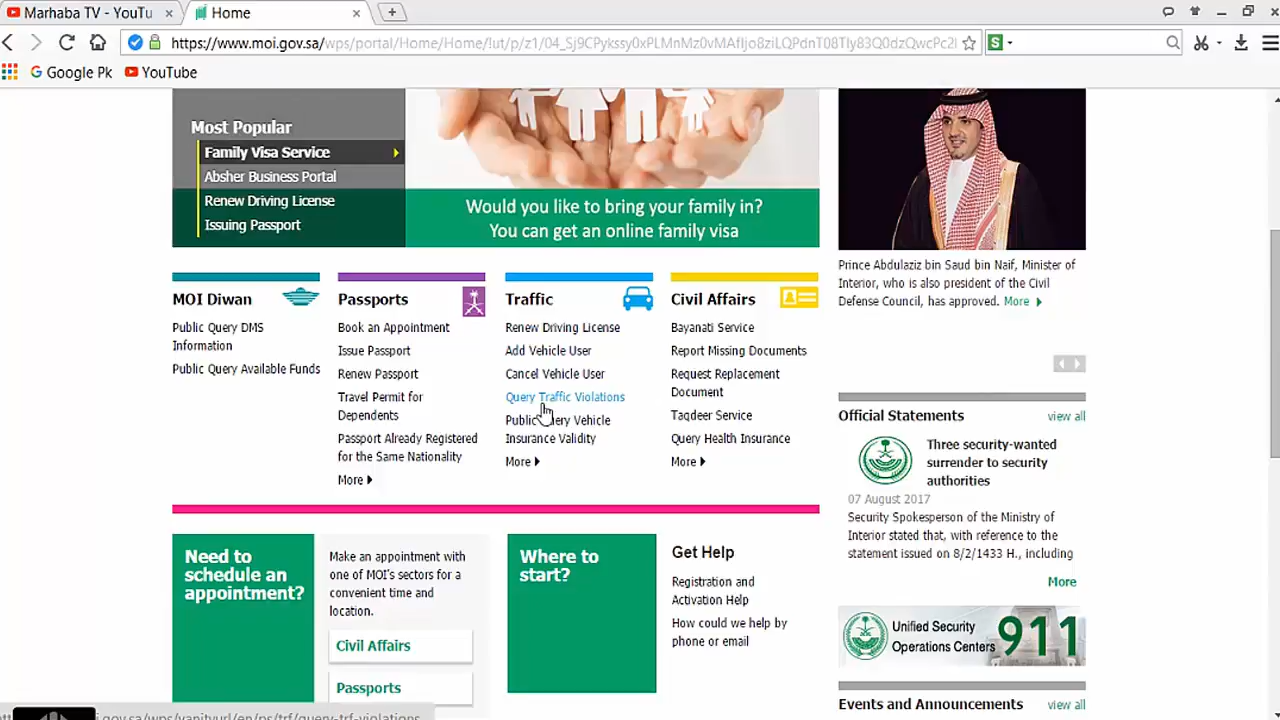 Marhaba TV - YouTu
Home
https://www.moi.gov.sa/wps/portal/Home/Home/!ut/p/z1/04_Sj9CPykssy0xPLMnMz0vMAfIjo8ziLQPdnT08TIy83Q0dzQwcPc2
S
Google Pk
YouTube
Most Popular
Family Visa Service
Absher Business Portal
Renew Driving License
Issuing Passport
Would you like to bring your family in?
You can get an online family visa
Prince Abdulaziz bin Saud bin Naif, Minister of
Interior, who is also president of the Civil
Defense Council, has approved. More
MOI Diwan
Public Query DMS
Information
Public Query Available Funds
Passports
Book an Appointment
Issue Passport
Renew Passport
Travel Permit for
Dependents
Passport Already Registered
for the Same Nationality
More
Traffic
Renew Driving License
Add Vehicle User
Cancel Vehicle User
Query Traffic Violations
Public Query Vehicle
Insurance Validity
More
Civil Affairs
Bayanati Service
Report Missing Documents
Request Replacement
Document
Taqdeer Service
Query Health Insurance
More
Official Statements
view all
Three security-wanted
surrender to security
authorities
07 August 2017
Security Spokesperson of the Ministry of
Interior stated that, with reference to the
statement issued on 8/2/1433 H., including
More
Need to
schedule an
appointment?
Make an appointment with
one of MOI's sectors for a
convenient time and
location.
Civil Affairs
Passports
Where to
start?
Get Help
Registration and
Activation Help
How could we help by
phone or email
Unified Security
Operations Centers
911
Events and Announcements
view all